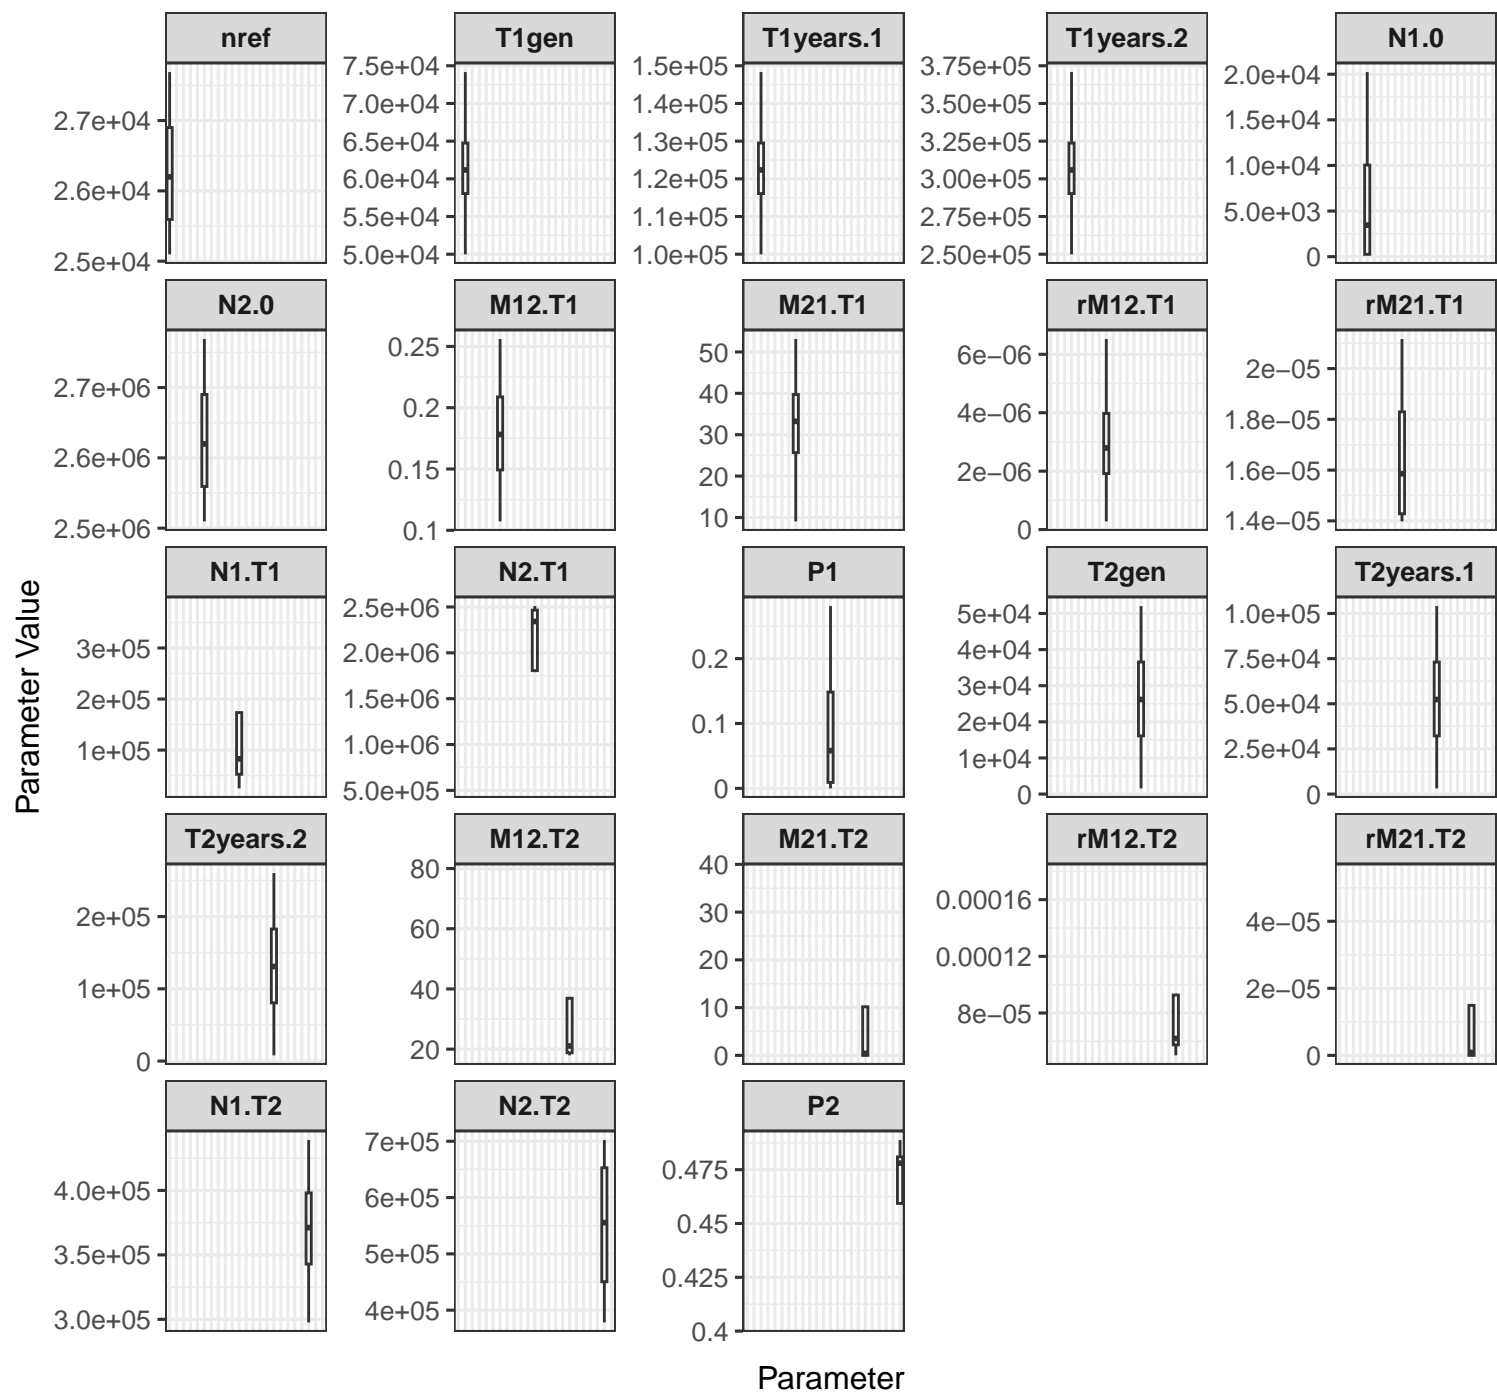 nref
T1gen
T1years.1
T1years.2
N1.0
2.7e+04
2.6e+04
2.5e+04
7.5e+04
7.0e+04
6.5e+04
6.0e+04
5.5e+04
5.0e+04
1.5e+05
1.4e+05
1.3e+05
1.2e+05
1.1e+05
1.0e+05
3.75e+05
3.50e+05
3.25e+05
3.00e+05
2.75e+05
2.50e+05
2.0e+04
1.5e+04
1.0e+04
5.0e+03
0
N2.0
M12.T1
M21.T1
rM12.T1
rM21.T1
2.7e+06
2.6e+06
2.5e+06
0.25
0.2
0.15
0.1
50
40
30
20
10
6e−06
4e−06
2e−06
0
2e−05
1.8e−05
1.6e−05
1.4e−05
N1.T1
N2.T1
P1
T2gen
T2years.1
3e+05
2e+05
1e+05
2.5e+06
2.0e+06
1.5e+06
1.0e+06
5.0e+05
0.2
0.1
0
5e+04
4e+04
3e+04
2e+04
1e+04
0
1.0e+05
7.5e+04
5.0e+04
2.5e+04
0
T2years.2
M12.T2
M21.T2
rM12.T2
rM21.T2
2e+05
1e+05
0
80
60
40
20
40
30
20
10
0
0.00016
0.00012
8e−05
4e−05
2e−05
0
N1.T2
N2.T2
P2
4.0e+05
3.5e+05
3.0e+05
7e+05
6e+05
5e+05
4e+05
0.475
0.45
0.425
0.4
Parameter Value
Parameter